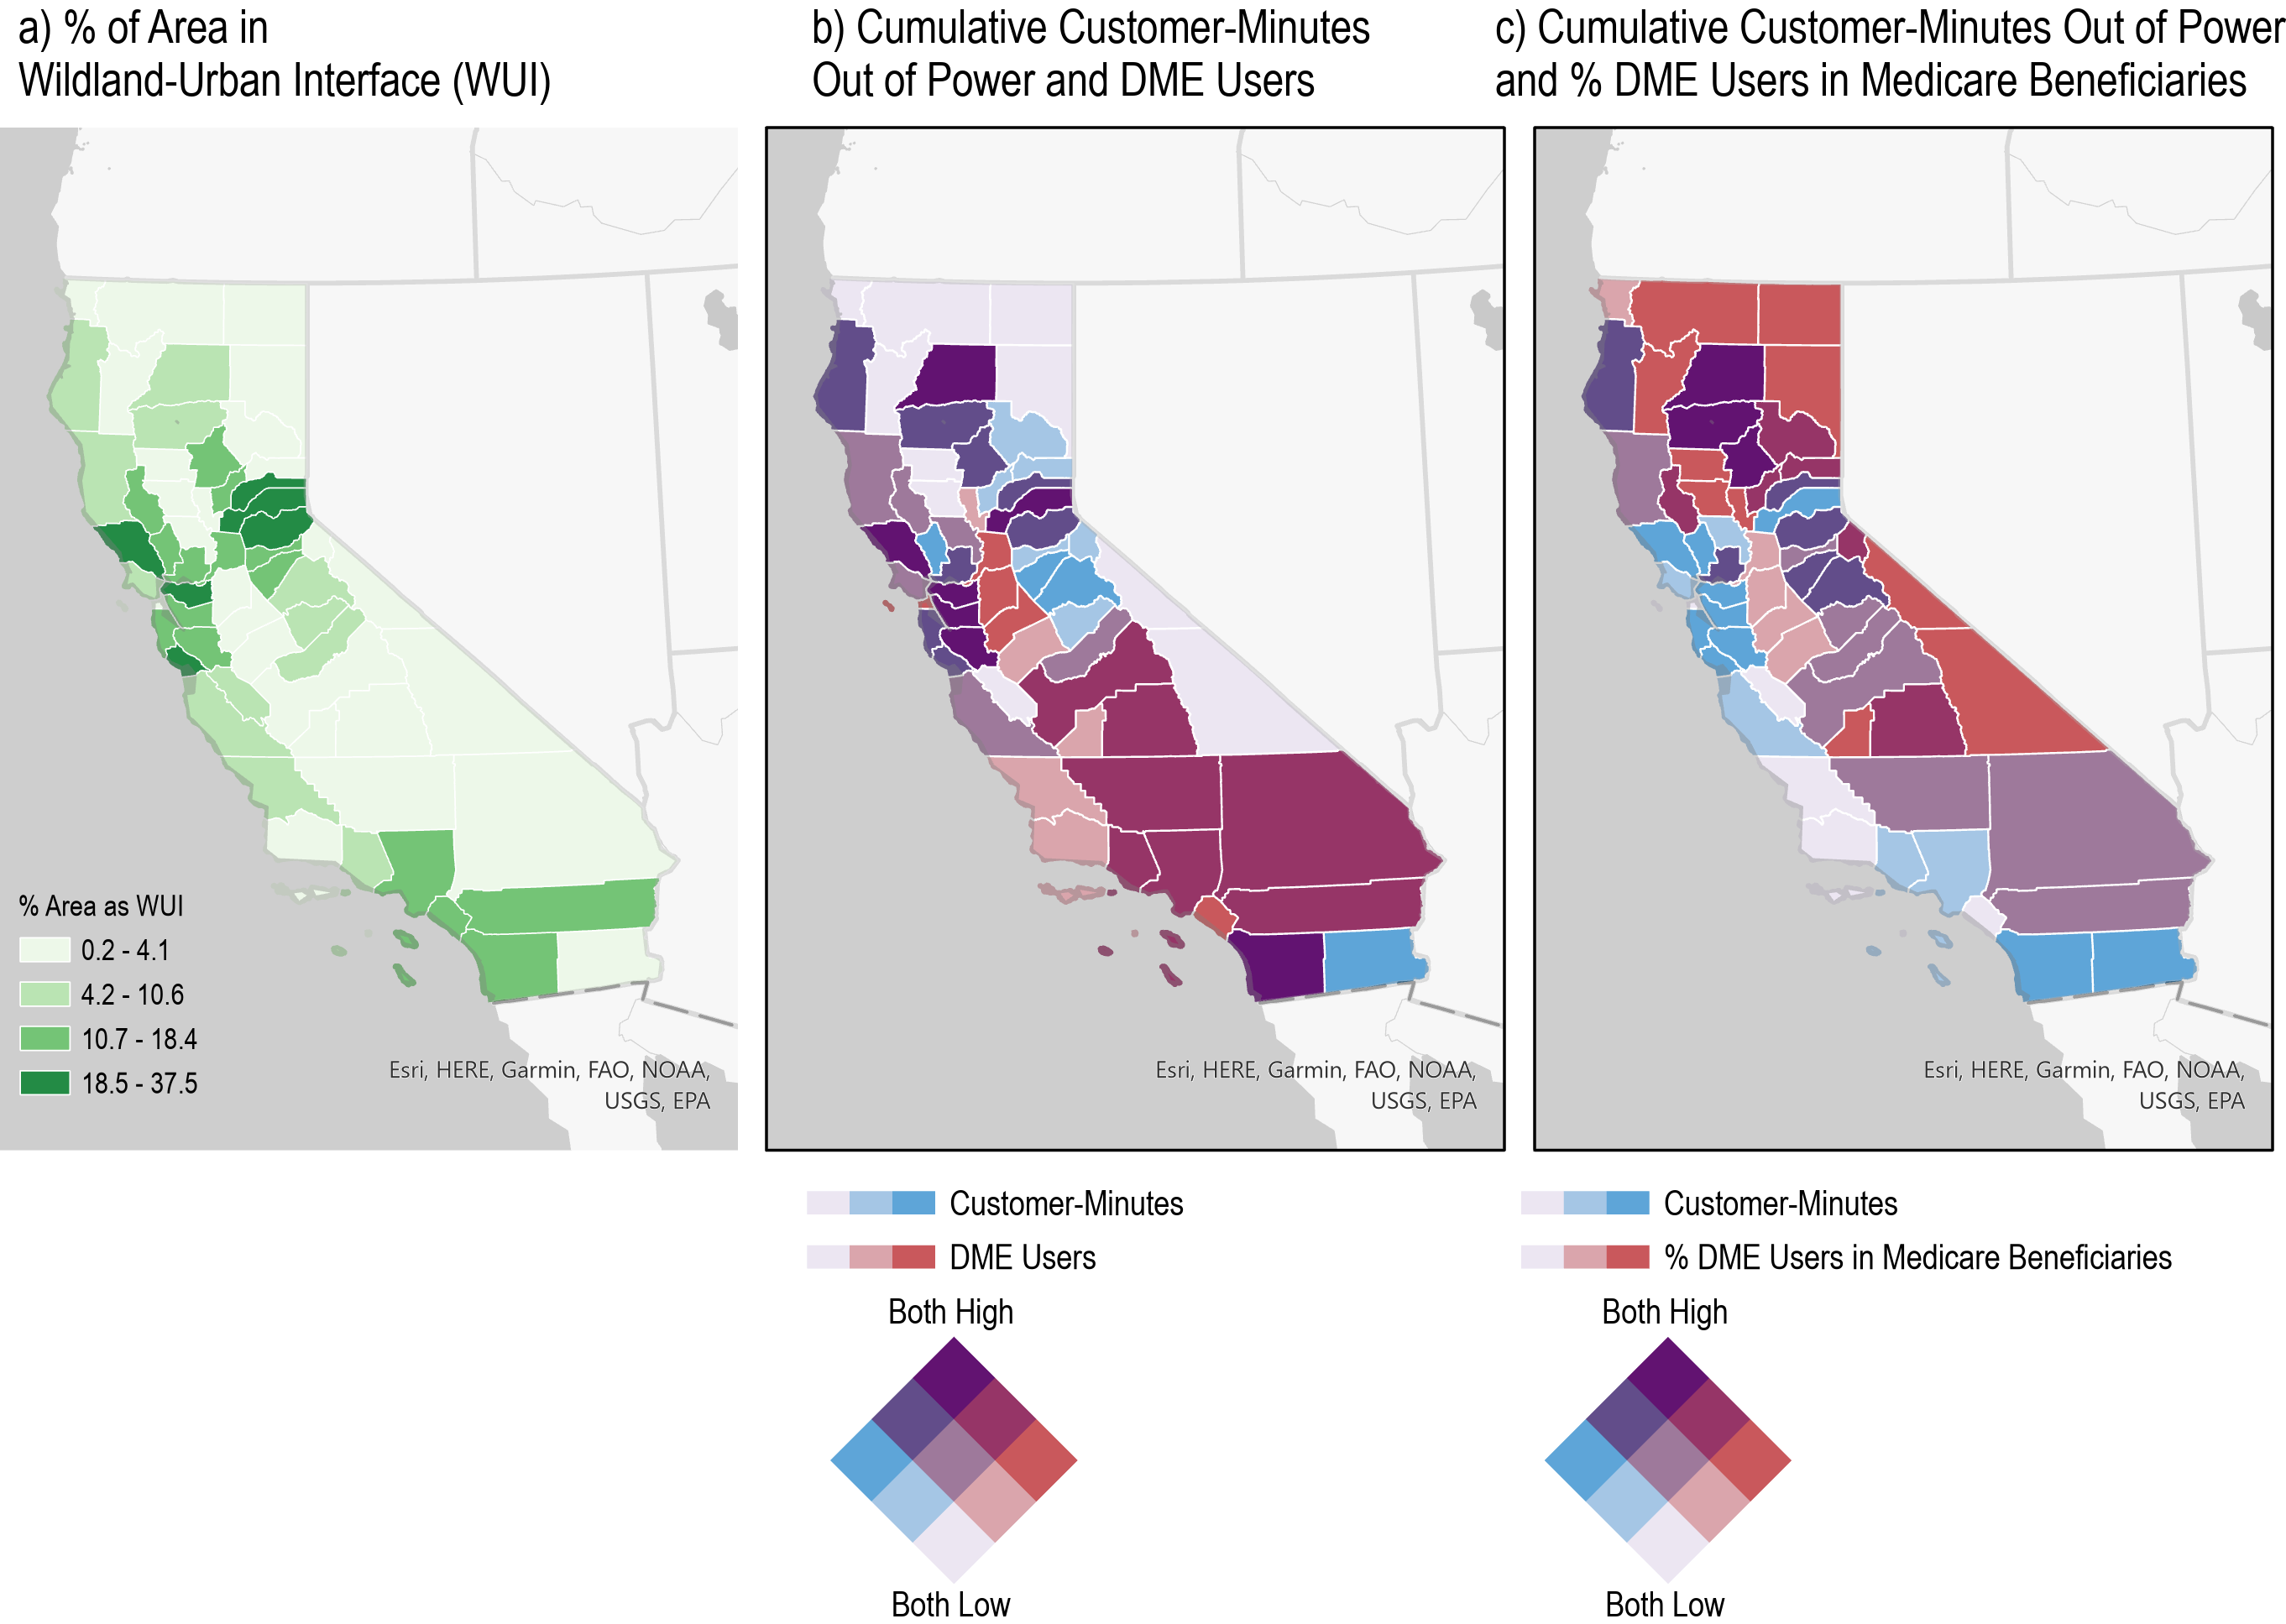 a) % of Area in
Wildland-Urban Interface (WUI)
b) Cumulative Customer-Minutes
Out of Power and DME Users
c) Cumulative Customer-Minutes Out of Power
and % DME Users in Medicare Beneficiaries
% Area as WUI
0.2 - 4.1
4.2 - 10.6
10.7 - 18.4
18.5 - 37.5
Esri, HERE, Garmin, FAO, NOAA,
USGS, EPA
Esri, HERE, Garmin, FAO, NOAA,
USGS, EPA
Esri, HERE, Garmin, FAO, NOAA,
USGS, EPA
Customer-Minutes
DME Users
Both High
Both Low
Customer-Minutes
% DME Users in Medicare Beneficiaries
Both High
Both Low